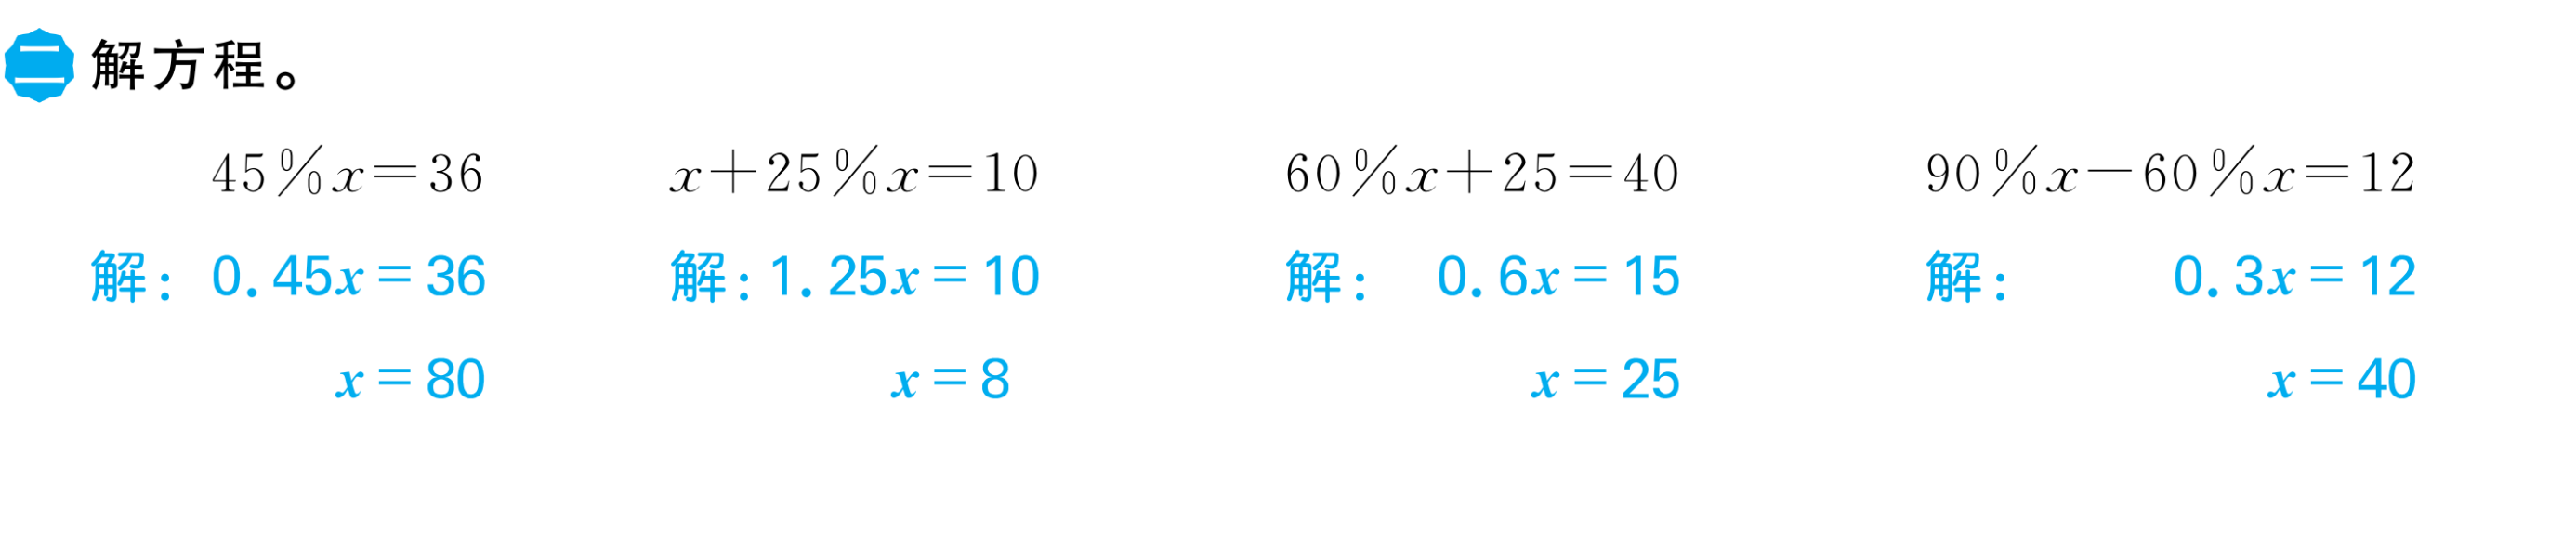 二 解方程。
45%x=36 x+25%x=10 60%x+25=40 90%x-60%x=12
解：0.45x=36 解：1.25x=10 解：0.6x=15 解：0.3x=12
x=80 x=8 x=25 x=40